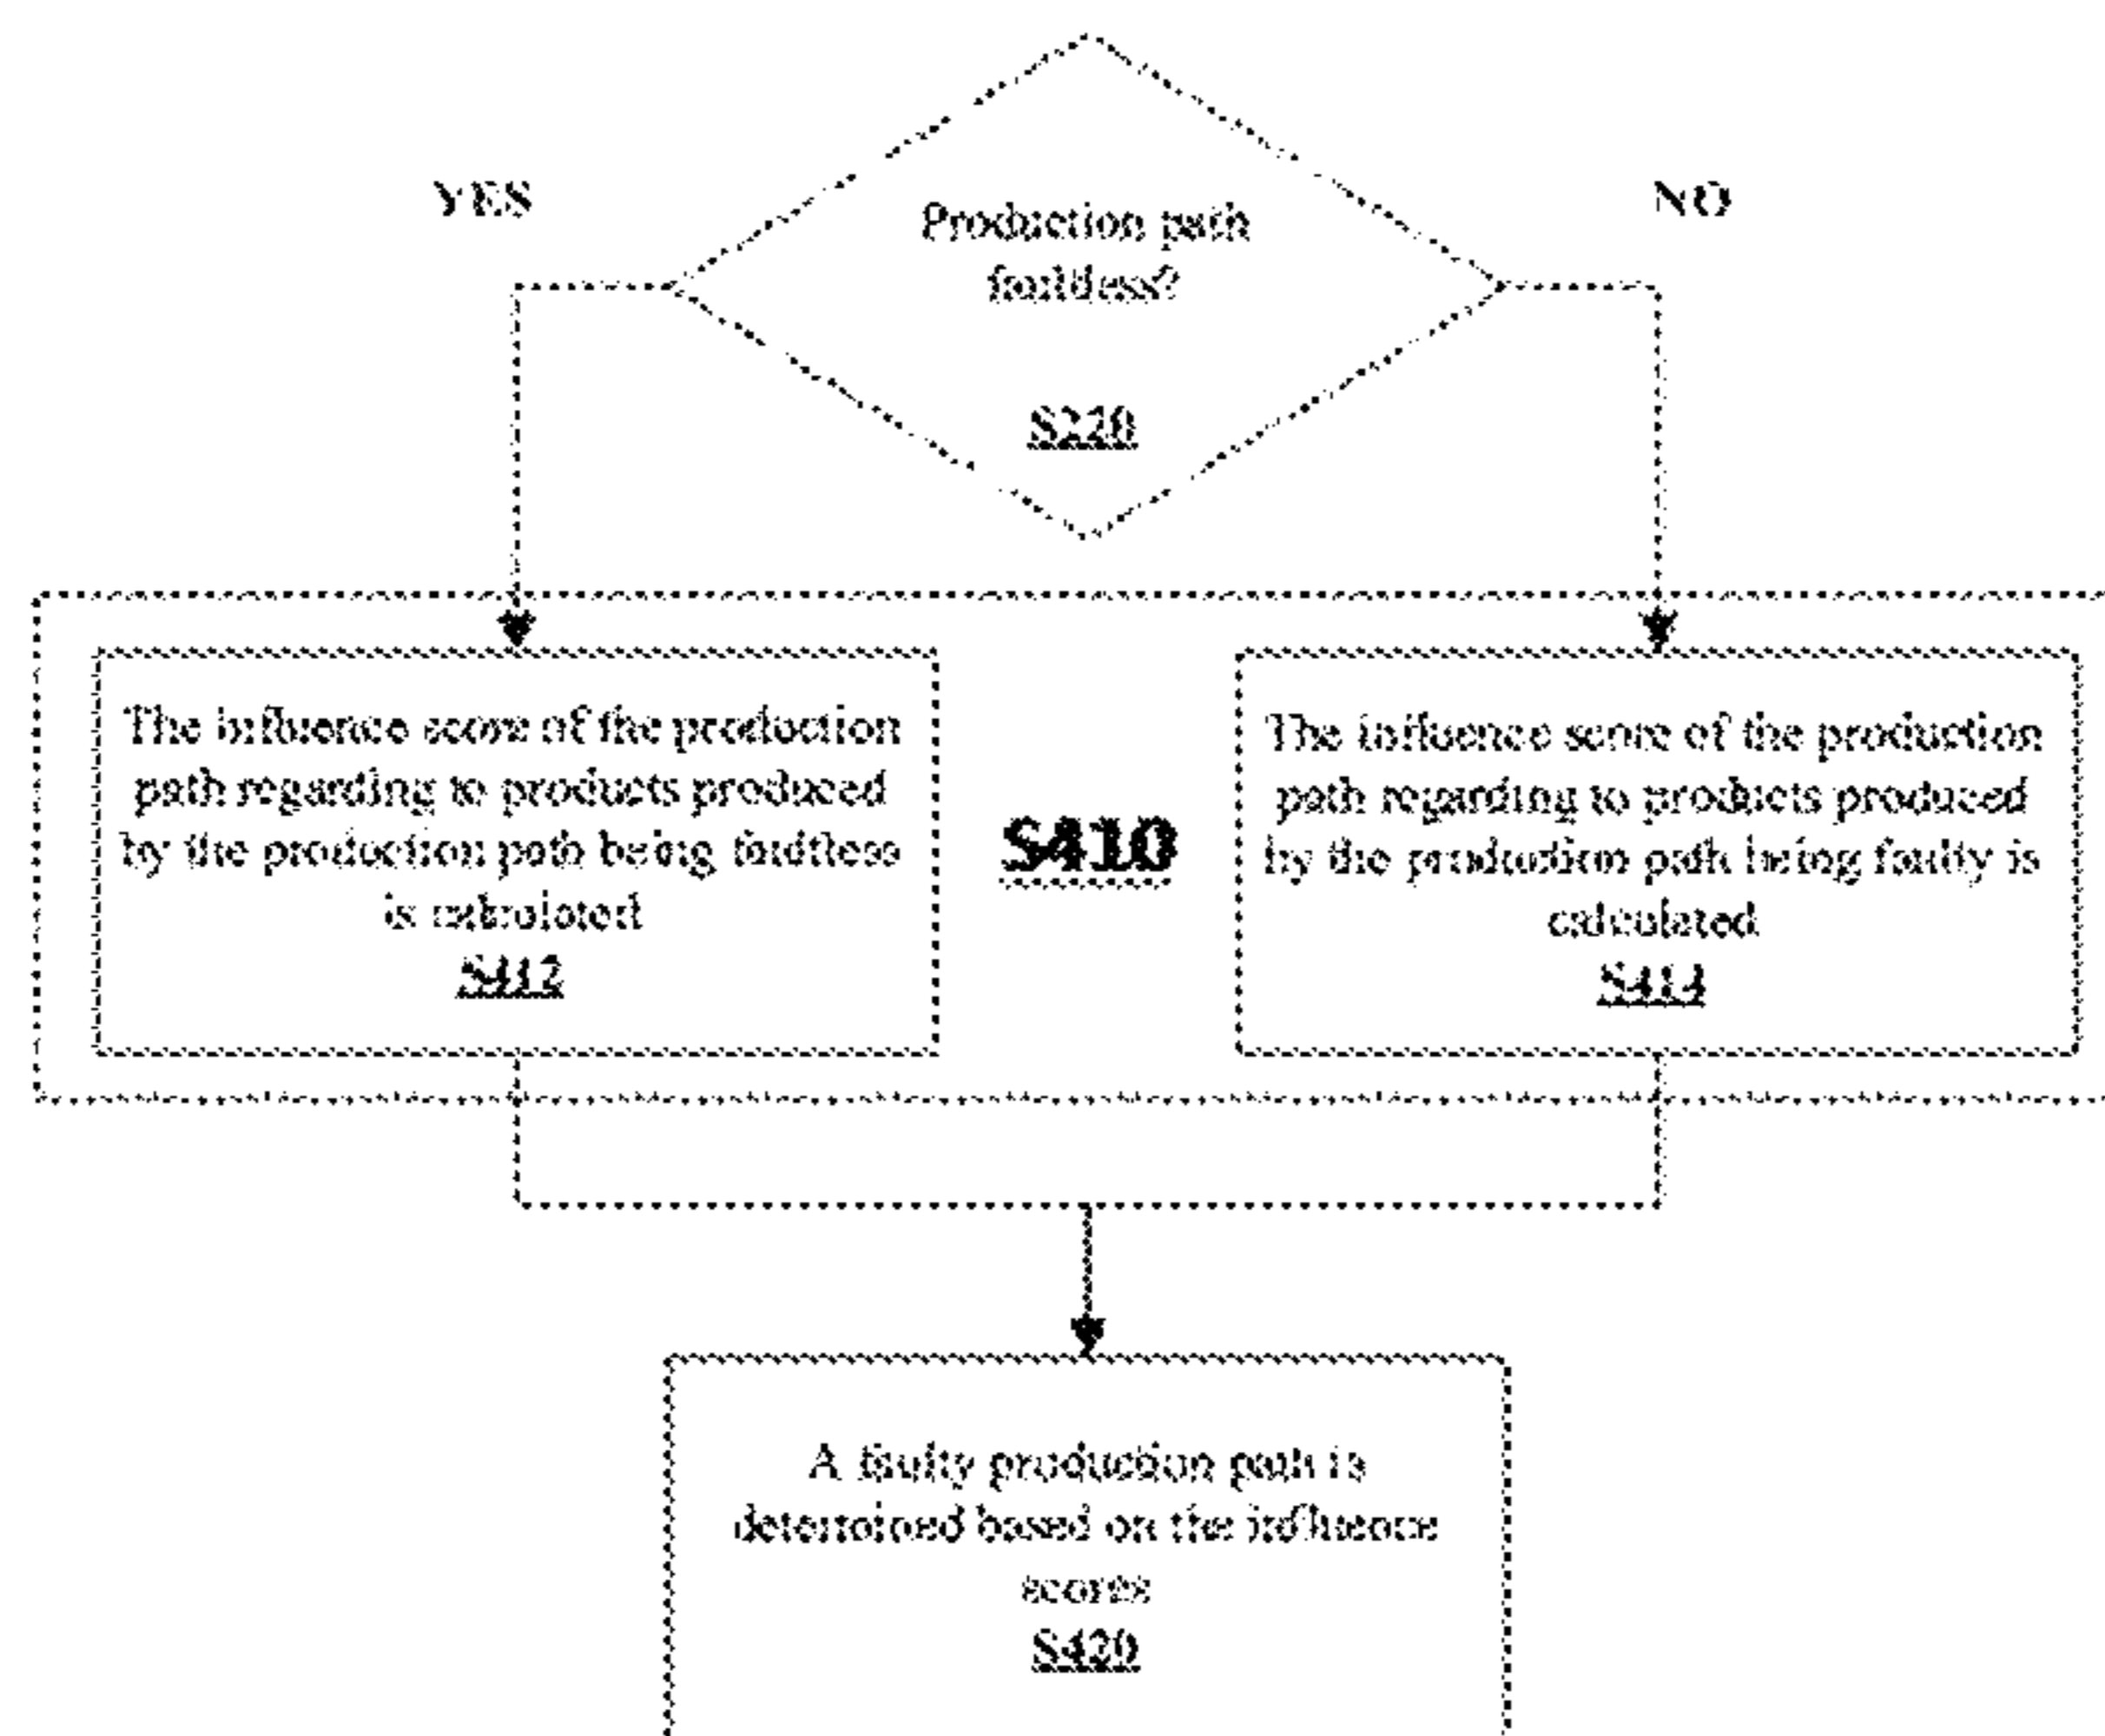 YES
NO
Production path
faultless?
S220
The influence score of the production
path regarding to products produced
by the production path being faultless
is calculated
S412
S410
The influence score of the production
path regarding to products produced
by the production path being faulty is
calculated
S414
A faulty production path is
determined based on the influence
scores
S420